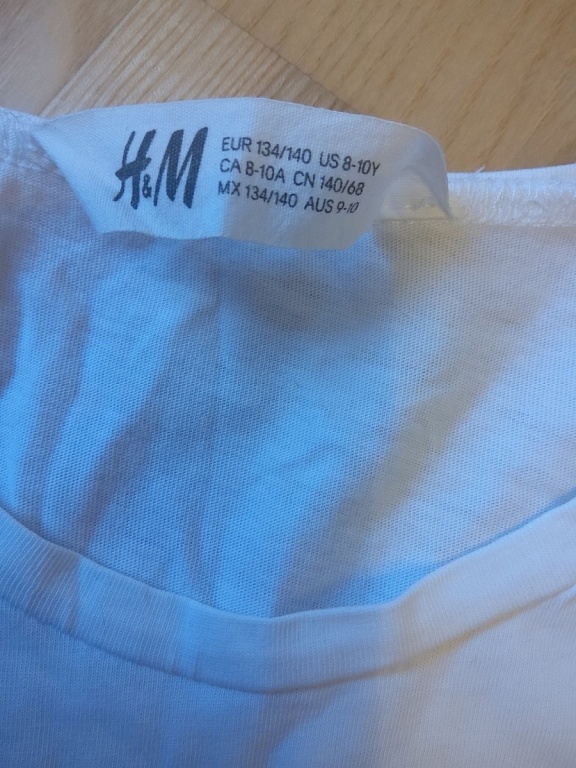 H&M
EUR 134/140 US 8-10Y
CA 8-10A CN 140/68
MX 134/140 AUS 9-10